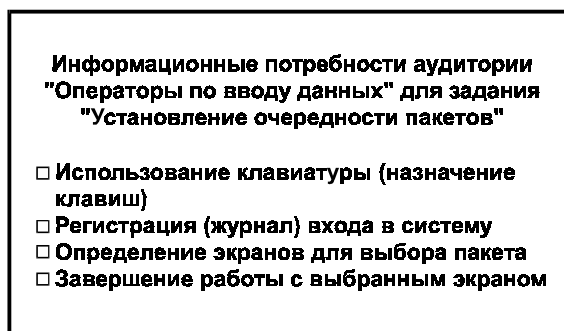 Информационные потребности аудитории
"Операторы по вводу данных" для задания
"Установление очередности пакетов"
□ Использование клавиатуры (назначение
клавиш)
□ Регистрация (журнал) входа в систему
□ Определение экранов для выбора пакета
□ Завершение работы с выбранным экраном